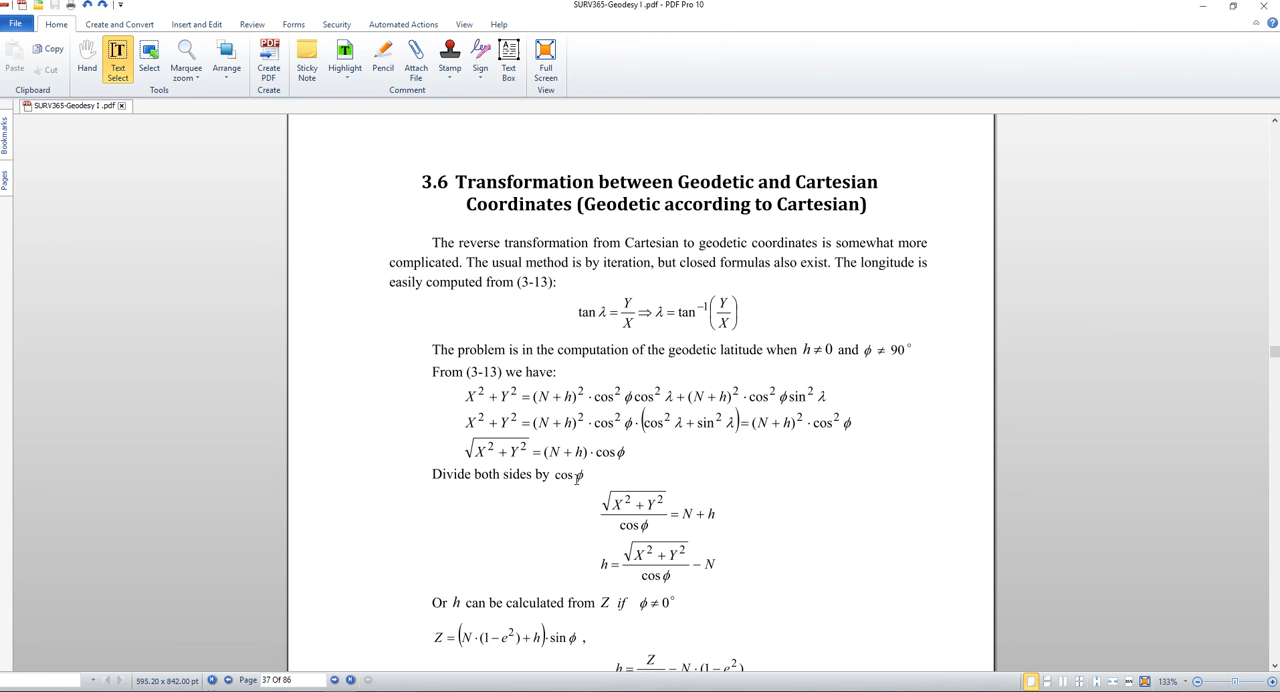 SURV365-Geodesy I .pdf - PDF Pro 10
File Home Create and Convert Insert and Edit Review Forms Security Automated Actions View Help
Paste Copy Cut Hand Text Select Select Marquee zoom Arrange Create PDF Sticky Note Highlight Pencil Attach File Stamp Sign Text Box Full Screen
Clipboard Tools Create Comment View
SURV365-Geodesy I .pdf
Bookmarks
Pages
3.6 Transformation between Geodetic and Cartesian
Coordinates (Geodetic according to Cartesian)
The reverse transformation from Cartesian to geodetic coordinates is somewhat more
complicated. The usual method is by iteration, but closed formulas also exist. The longitude is
easily computed from (3-13):
tan λ = Y/X ⇒ λ = tan⁻¹(Y/X)
The problem is in the computation of the geodetic latitude when h ≠ 0 and ϕ ≠ 90°
From (3-13) we have:
X² + Y² = (N + h)² · cos² ϕ cos² λ + (N + h)² · cos² ϕ sin² λ
X² + Y² = (N + h)² · cos² ϕ · (cos² λ + sin² λ) = (N + h)² · cos² ϕ
√(X² + Y²) = (N + h) · cos ϕ
Divide both sides by cos ϕ
√(X² + Y²)/cos ϕ = N + h
h = √(X² + Y²)/cos ϕ − N
Or h can be calculated from Z if ϕ ≠ 0°
Z = (N · (1 − e²) + h) · sin ϕ ,
h = Z − N · (1 − e²)
595.20 x 842.00 pt Page 37 Of 86 133%